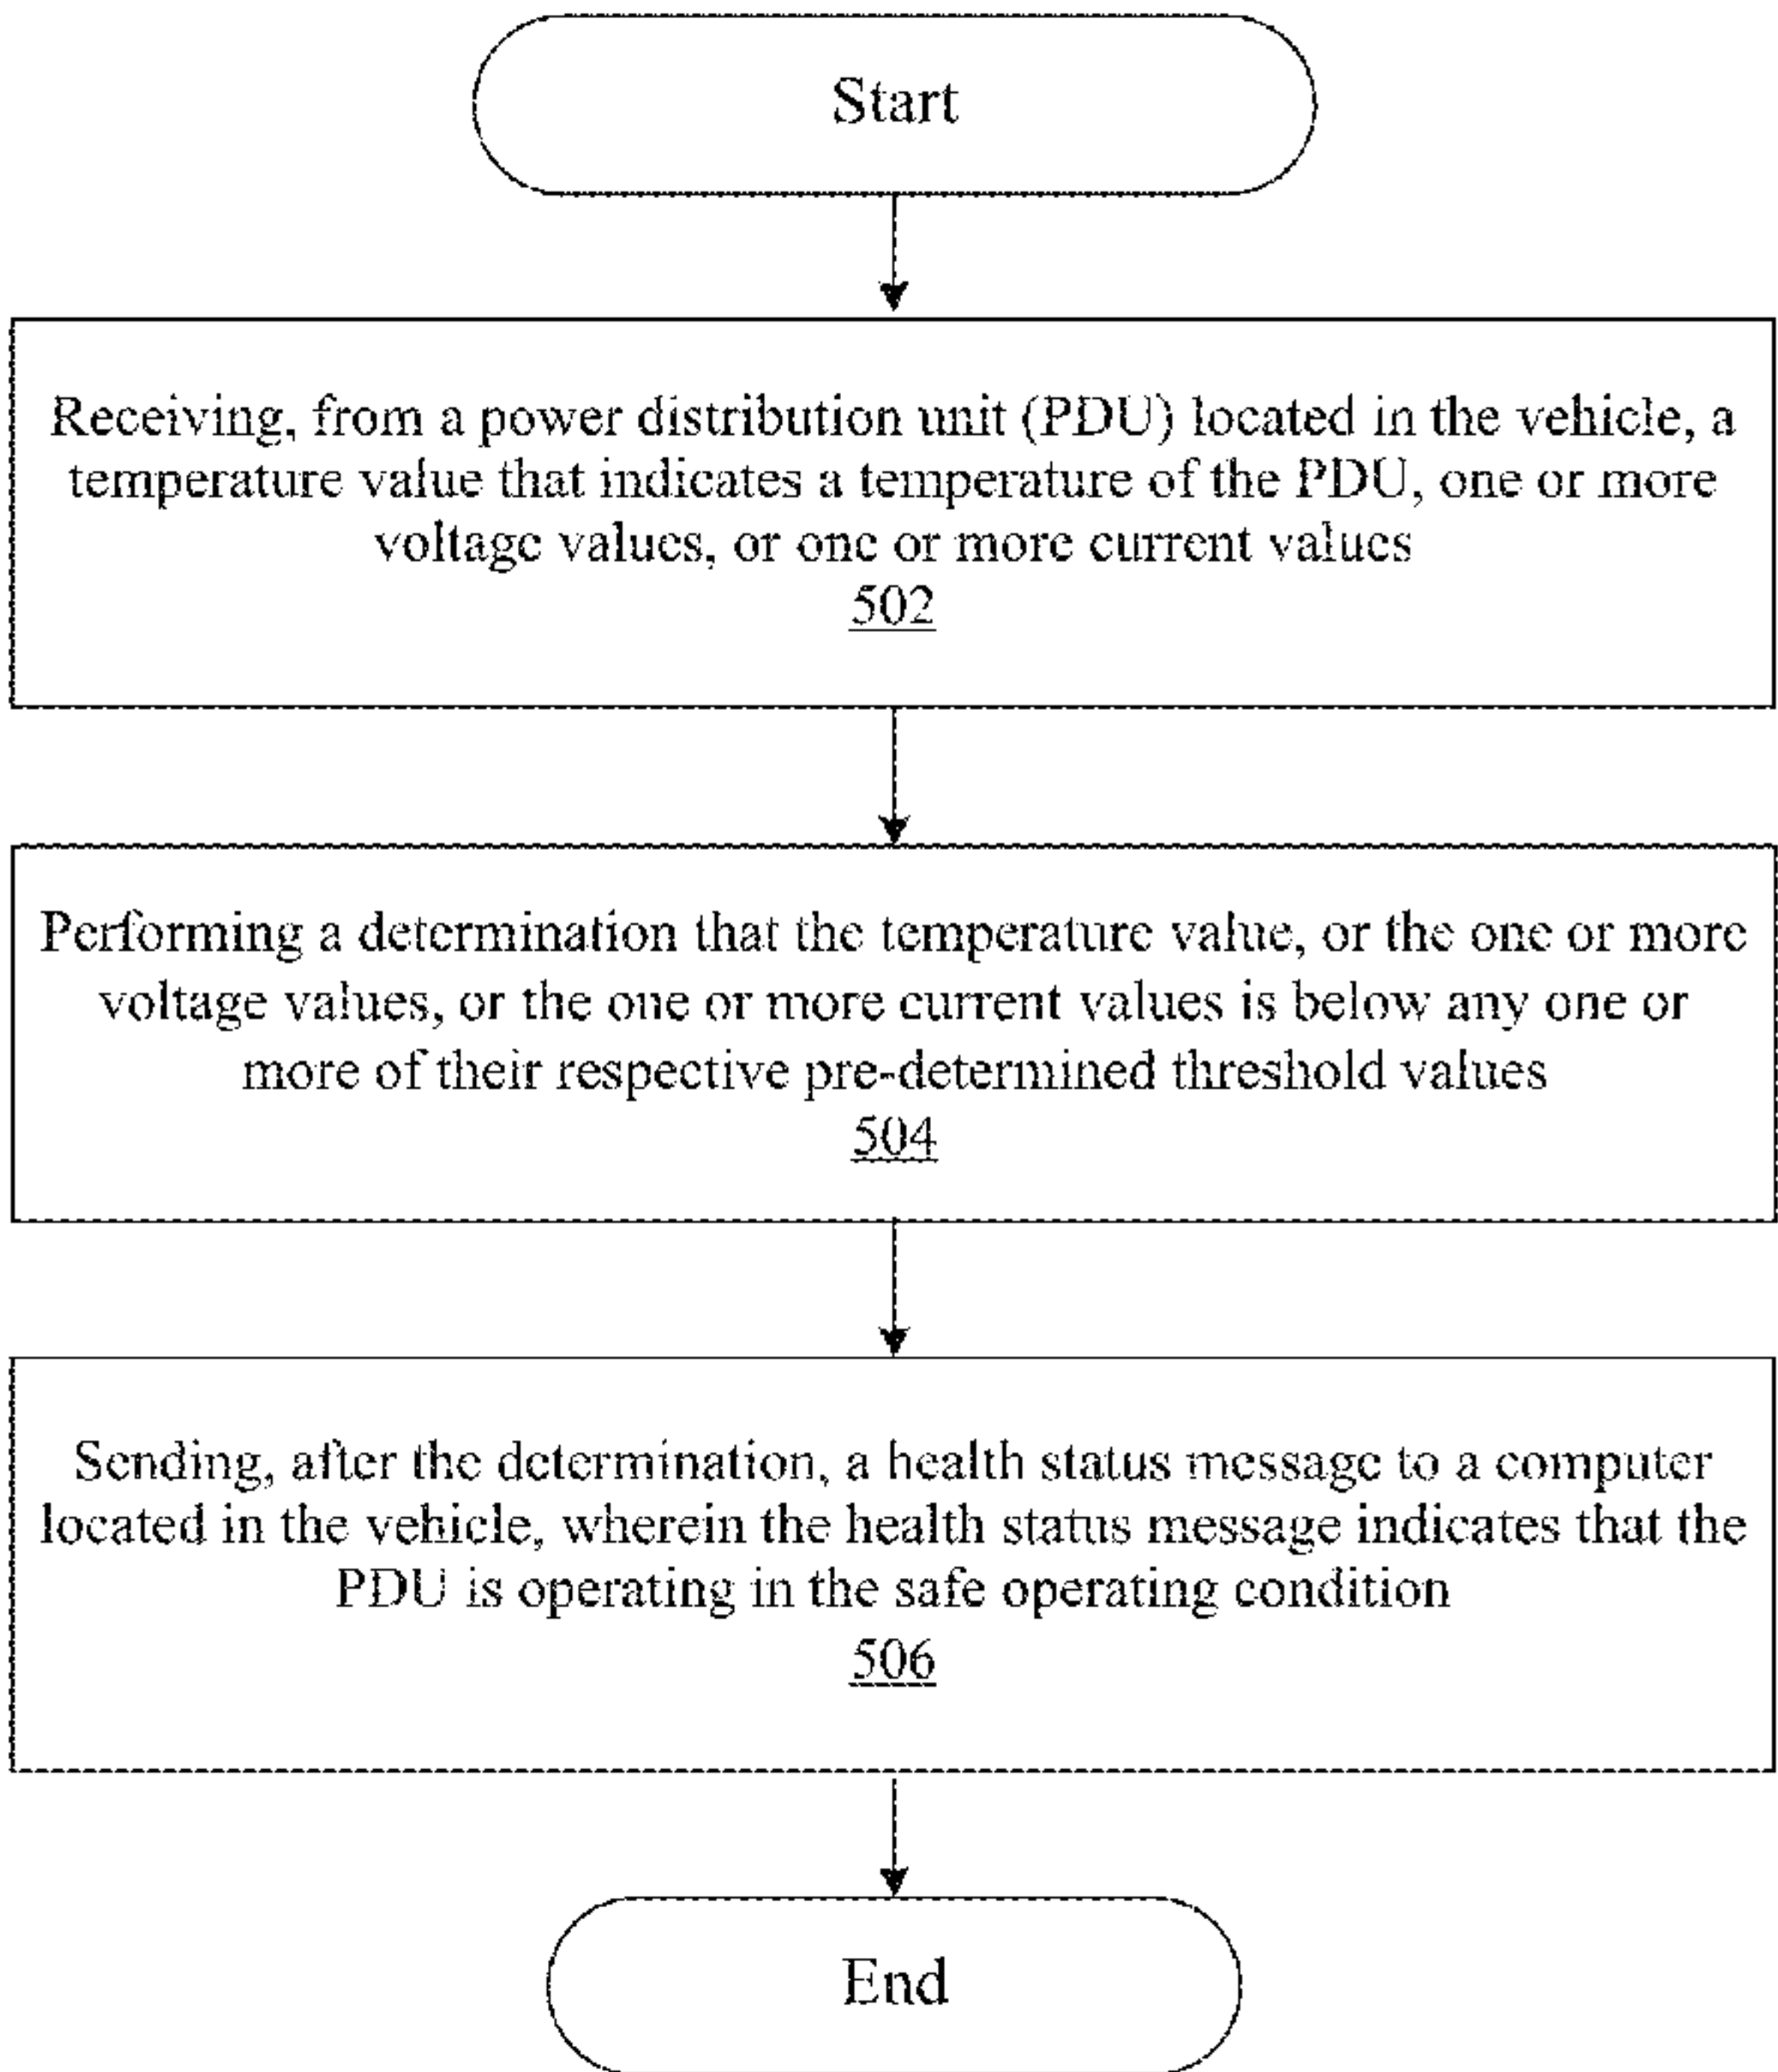 Start
Receiving, from a power distribution unit (PDU) located in the vehicle, a
temperature value that indicates a temperature of the PDU, one or more
voltage values, or one or more current values
502
Performing a determination that the temperature value, or the one or more
voltage values, or the one or more current values is below any one or
more of their respective pre-determined threshold values
504
Sending, after the determination, a health status message to a computer
located in the vehicle, wherein the health status message indicates that the
PDU is operating in the safe operating condition
506
End